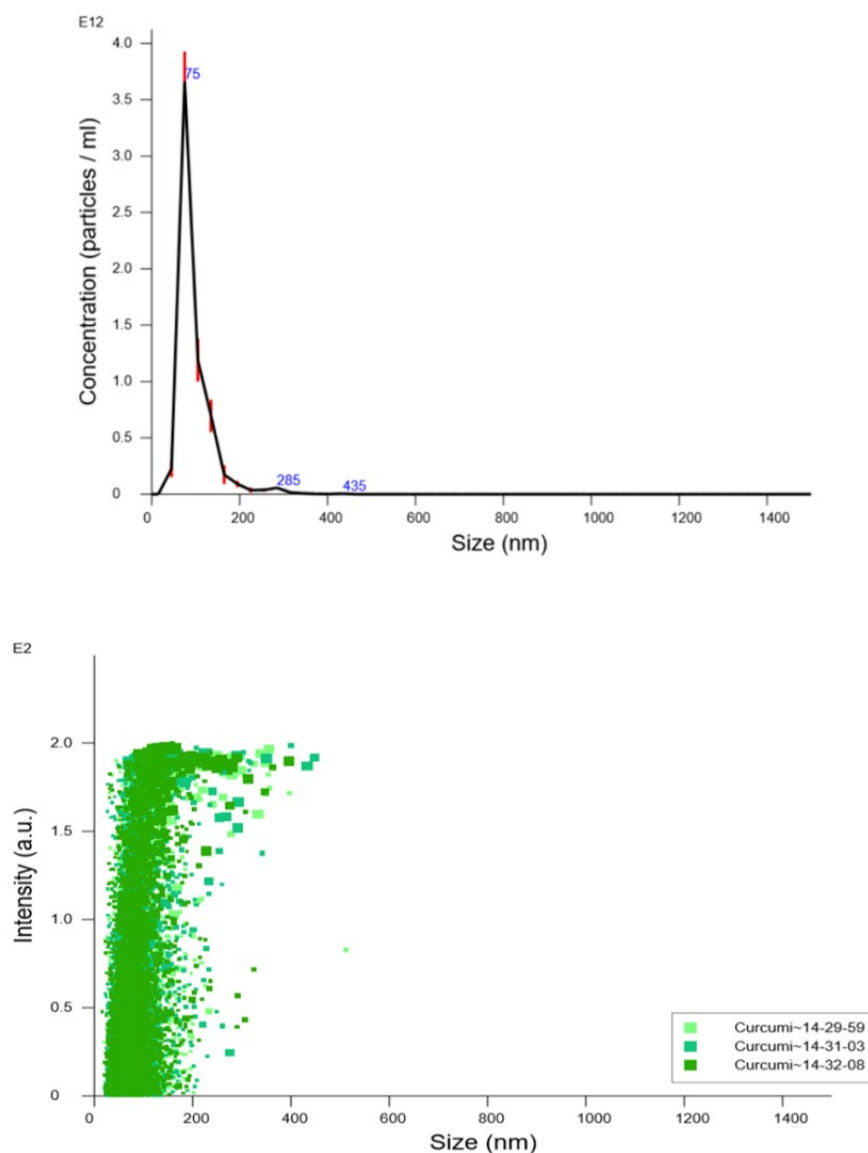 E12
4.0
75
3.5
3.0
2.5
2.0
1.5
1.0
0.5
0
285
435
Concentration (particles / ml)
0 200 400 600 800 1000 1200 1400
Size (nm)
E2
2.0
1.5
1.0
0.5
0
Intensity (a.u.)
Curcumi~14-29-59
Curcumi~14-31-03
Curcumi~14-32-08
0 200 400 600 800 1000 1200 1400
Size (nm)